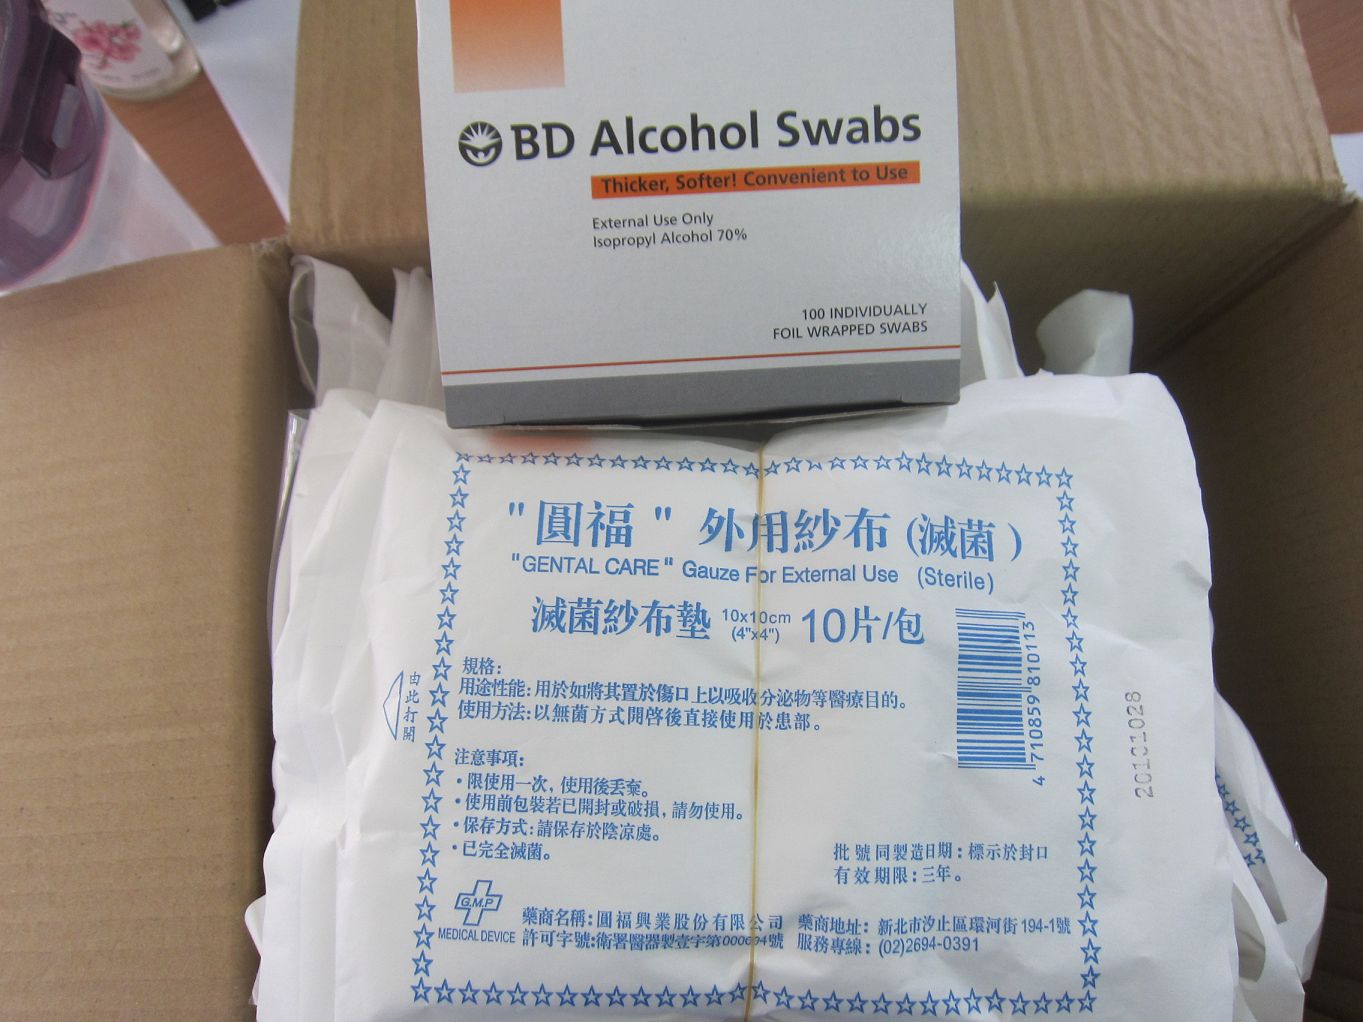 BD Alcohol Swabs
Thicker, Softer! Convenient to Use
External Use Only
Isopropyl Alcohol 70%
100 INDIVIDUALLY
FOIL WRAPPED SWABS
"圓福" 外用紗布(滅菌)
"GENTAL CARE" Gauze For External Use (Sterile)
滅菌紗布墊 10x10cm (4"x4") 10片/包
規格:
用途性能:用於如將其置於傷口上以吸收分泌物等醫療目的。
使用方法:以無菌方式開啓後直接使用於患部。
由此打開
注意事項:
・限使用一次,使用後丟棄。
・使用前包裝若已開封或破損,請勿使用。
・保存方式:請保存於陰凉處。
・已完全滅菌。
4 710859 810113
20101028
批號同製造日期:標示於封口
有效期限:三年。
G.M.P
MEDICAL DEVICE
藥商名稱:圓福興業股份有限公司 藥商地址:新北市汐止區環河街194-1號
許可字號:衛署醫器製壹字第000694號 服務專線:(02)2694-0391